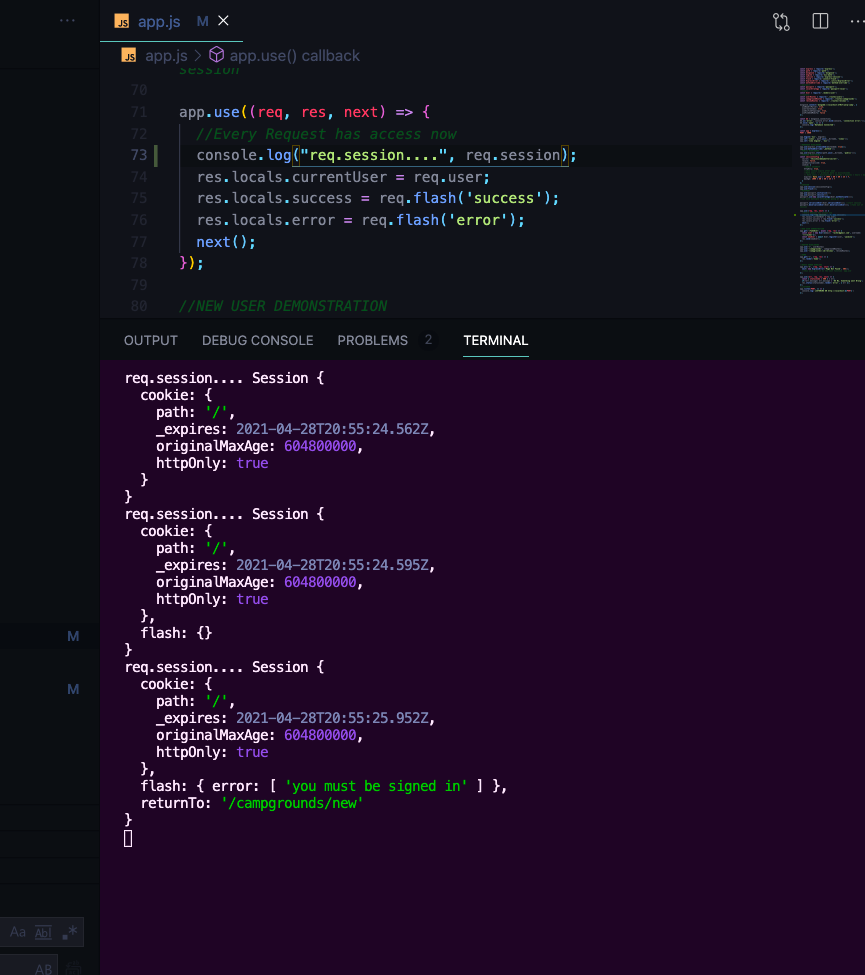 app.js M
app.js > app.use() callback
session
70
71 app.use((req, res, next) => {
72 //Every Request has access now
73 console.log("req.session....", req.session);
74 res.locals.currentUser = req.user;
75 res.locals.success = req.flash('success');
76 res.locals.error = req.flash('error');
77 next();
78 });
79
80 //NEW USER DEMONSTRATION
OUTPUT DEBUG CONSOLE PROBLEMS 2 TERMINAL
req.session.... Session {
cookie: {
path: '/',
_expires: 2021-04-28T20:55:24.562Z,
originalMaxAge: 604800000,
httpOnly: true
}
}
req.session.... Session {
cookie: {
path: '/',
_expires: 2021-04-28T20:55:24.595Z,
originalMaxAge: 604800000,
httpOnly: true
},
flash: {}
}
req.session.... Session {
cookie: {
path: '/',
_expires: 2021-04-28T20:55:25.952Z,
originalMaxAge: 604800000,
httpOnly: true
},
flash: { error: [ 'you must be signed in' ] },
returnTo: '/campgrounds/new'
}
M
M
Aa Abl .*
AB